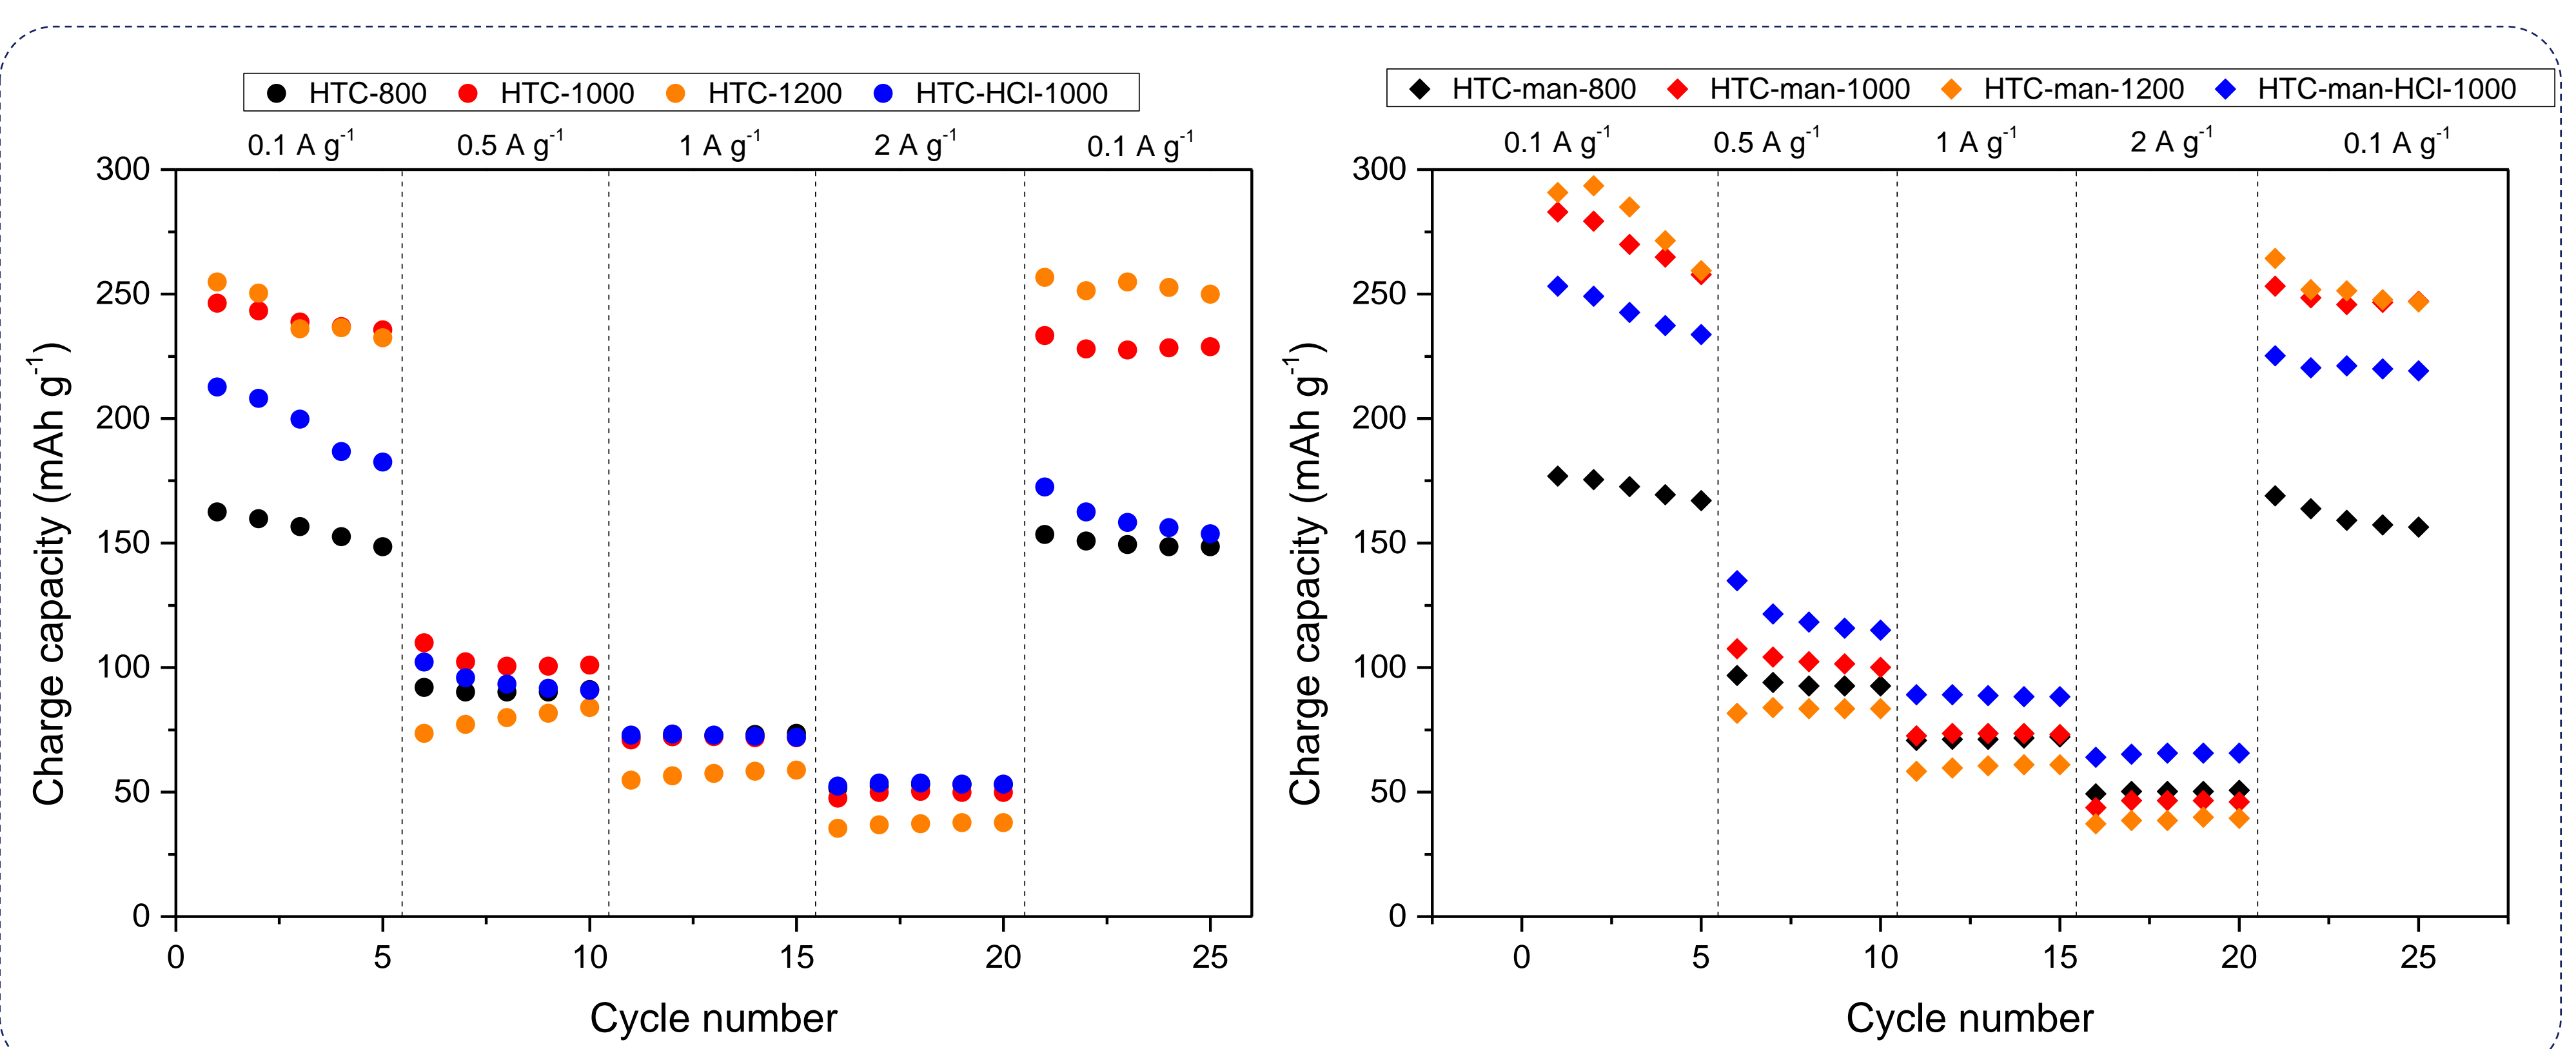 HTC-800 HTC-1000 HTC-1200 HTC-HCl-1000
0.1 A g-1 0.5 A g-1 1 A g-1 2 A g-1 0.1 A g-1
300
250
200
150
100
50
0
0 5 10 15 20 25
Charge capacity (mAh g-1)
Cycle number
HTC-man-800 HTC-man-1000 HTC-man-1200 HTC-man-HCl-1000
0.1 A g-1 0.5 A g-1 1 A g-1 2 A g-1 0.1 A g-1
300
250
200
150
100
50
0
0 5 10 15 20 25
Charge capacity (mAh g-1)
Cycle number